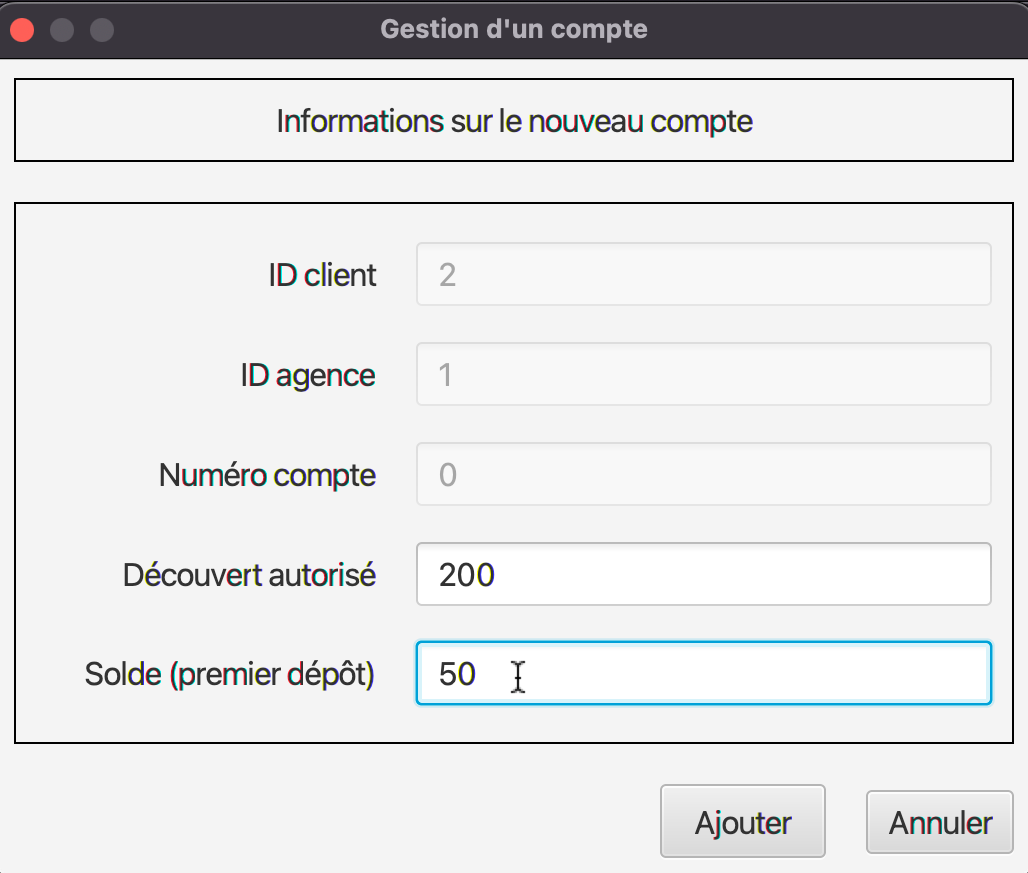 Gestion d'un compte
Informations sur le nouveau compte
ID client 2
ID agence 1
Numéro compte 0
Découvert autorisé 200
Solde (premier dépôt) 50
Ajouter Annuler